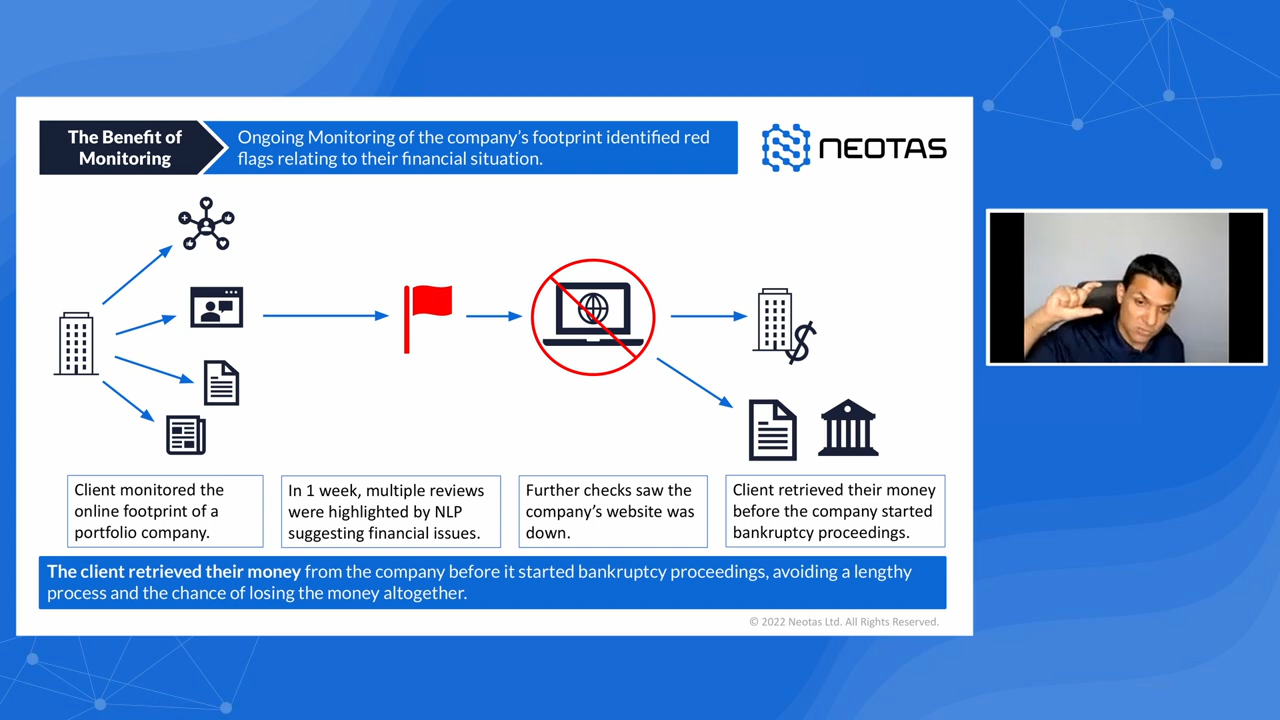 The Benefit of
Monitoring
Ongoing Monitoring of the company's footprint identified red
flags relating to their financial situation.
NEOTAS
Client monitored the
online footprint of a
portfolio company.
In 1 week, multiple reviews
were highlighted by NLP
suggesting financial issues.
Further checks saw the
company's website was
down.
Client retrieved their money
before the company started
bankruptcy proceedings.
The client retrieved their money from the company before it started bankruptcy proceedings, avoiding a lengthy
process and the chance of losing the money altogether.
© 2022 Neotas Ltd. All Rights Reserved.